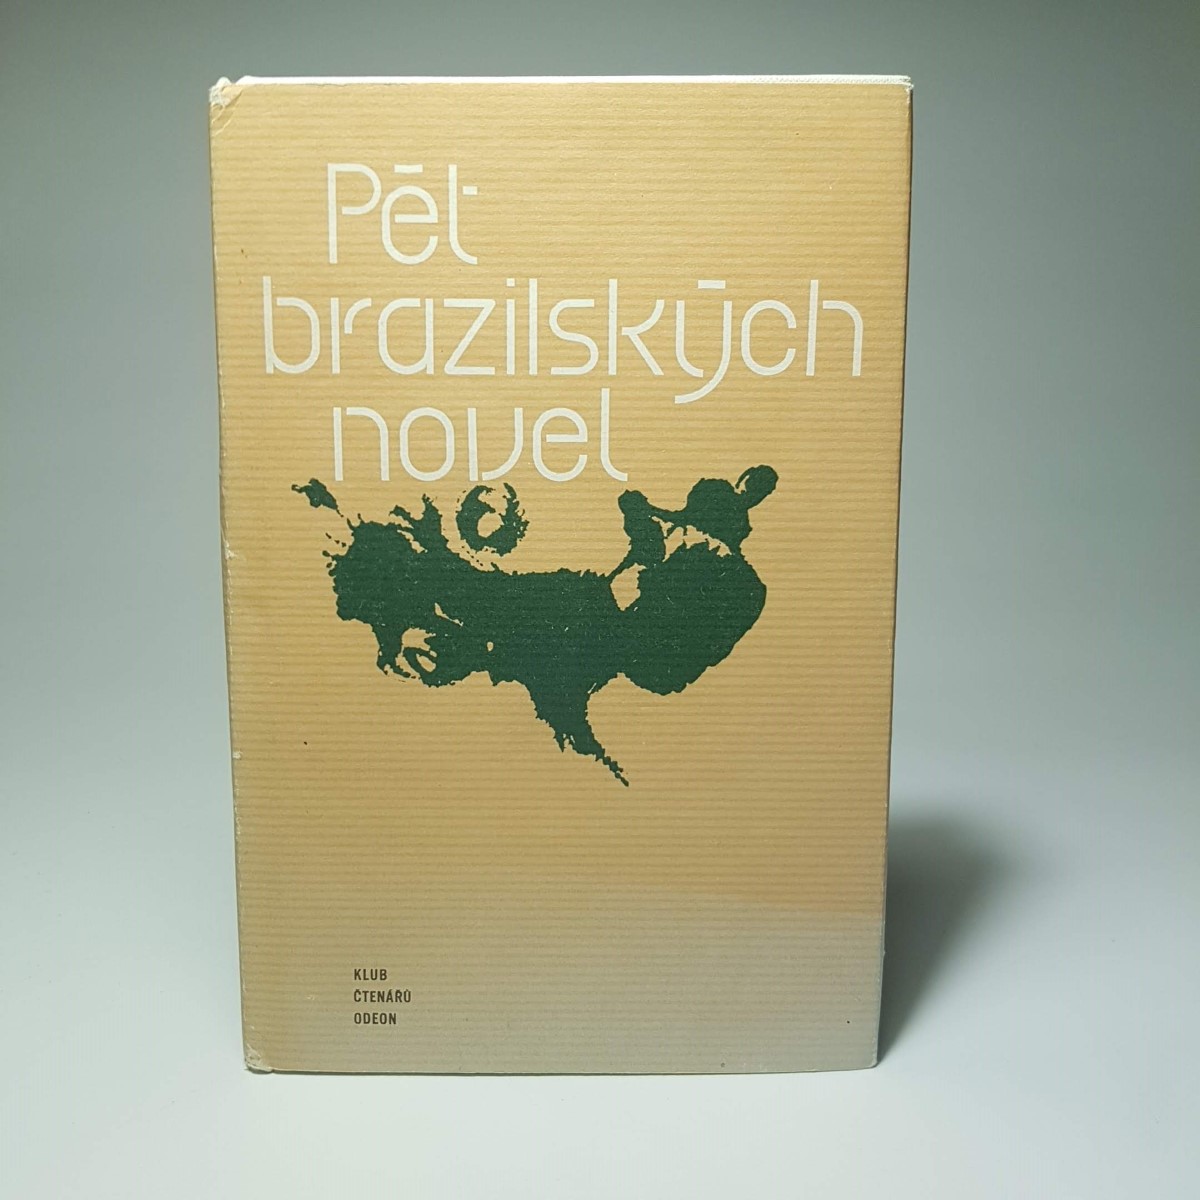 Pět
brazilských
novel
KLUB
ČTENÁŘŮ
ODEON